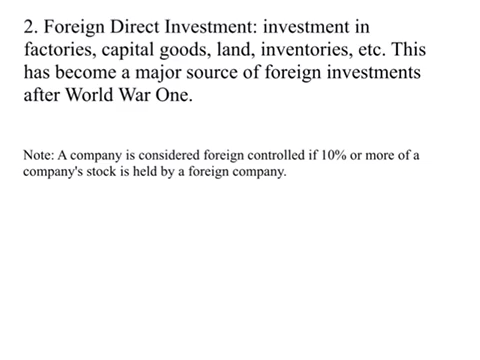 2. Foreign Direct Investment: investment in
factories, capital goods, land, inventories, etc. This
has become a major source of foreign investments
after World War One.
Note: A company is considered foreign controlled if 10% or more of a
company's stock is held by a foreign company.